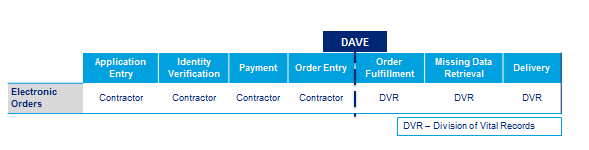 DAVE
Application Entry Identity Verification Payment Order Entry Order Fulfillment Missing Data Retrieval Delivery
Electronic Orders Contractor Contractor Contractor Contractor DVR DVR DVR
DVR – Division of Vital Records